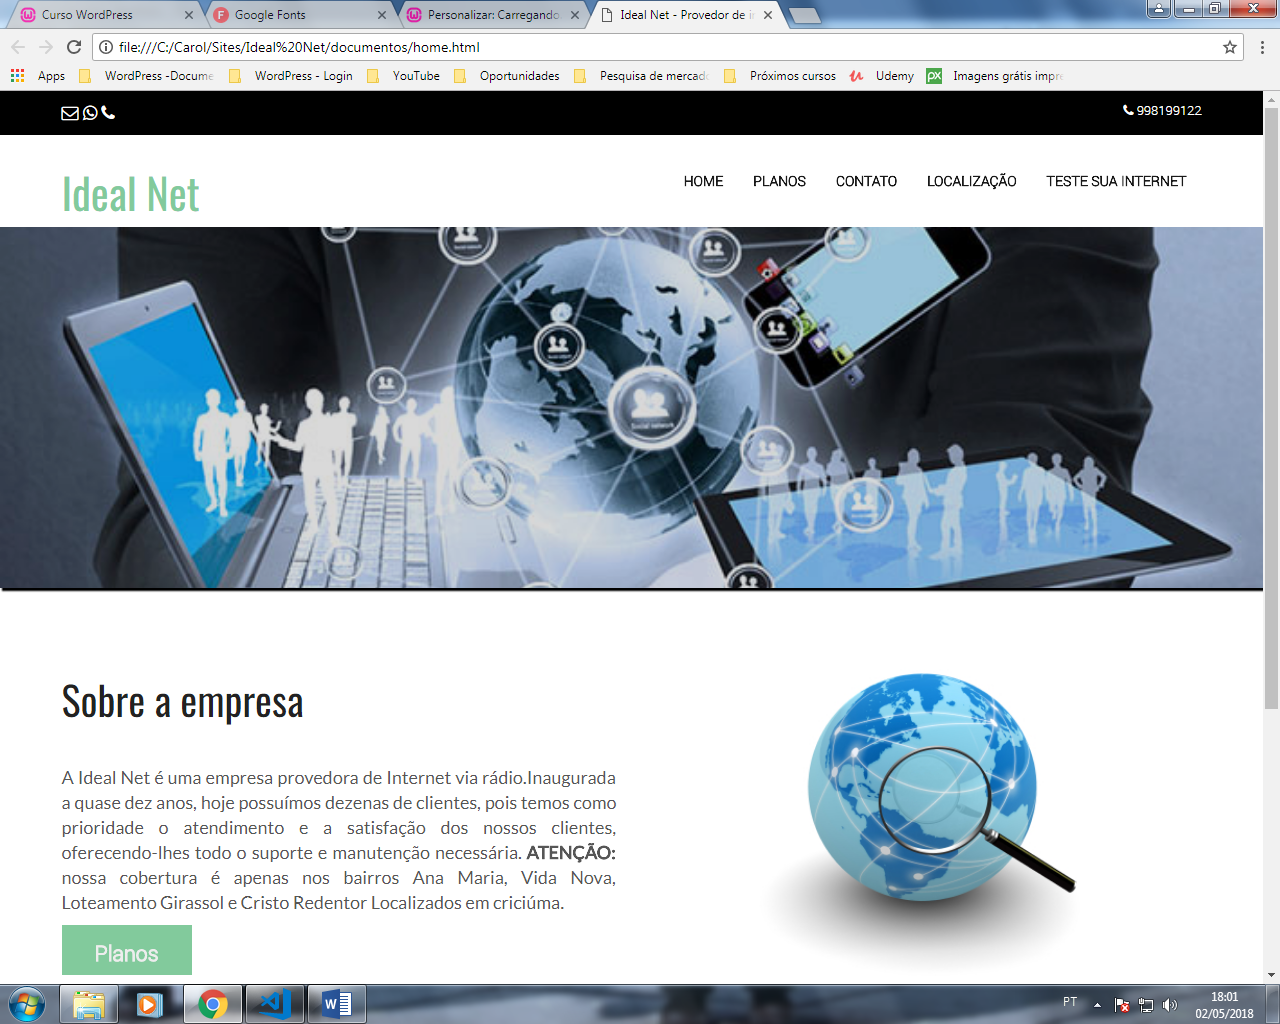 Curso WordPress
Google Fonts
Personalizar: Carregando
Ideal Net - Provedor de i
file:///C:/Carol/Sites/Ideal%20Net/documentos/home.html
Apps
WordPress -Docume
WordPress - Login
YouTube
Oportunidades
Pesquisa de mercado
Próximos cursos
Udemy
Imagens grátis impre
998199122
Ideal Net
HOME
PLANOS
CONTATO
LOCALIZAÇÃO
TESTE SUA INTERNET
Social network
Sobre a empresa
A Ideal Net é uma empresa provedora de Internet via rádio.Inaugurada
a quase dez anos, hoje possuímos dezenas de clientes, pois temos como
prioridade o atendimento e a satisfação dos nossos clientes,
oferecendo-lhes todo o suporte e manutenção necessária. ATENÇÃO:
nossa cobertura é apenas nos bairros Ana Maria, Vida Nova,
Loteamento Girassol e Cristo Redentor Localizados em criciúma.
Planos
PT
18:01
02/05/2018